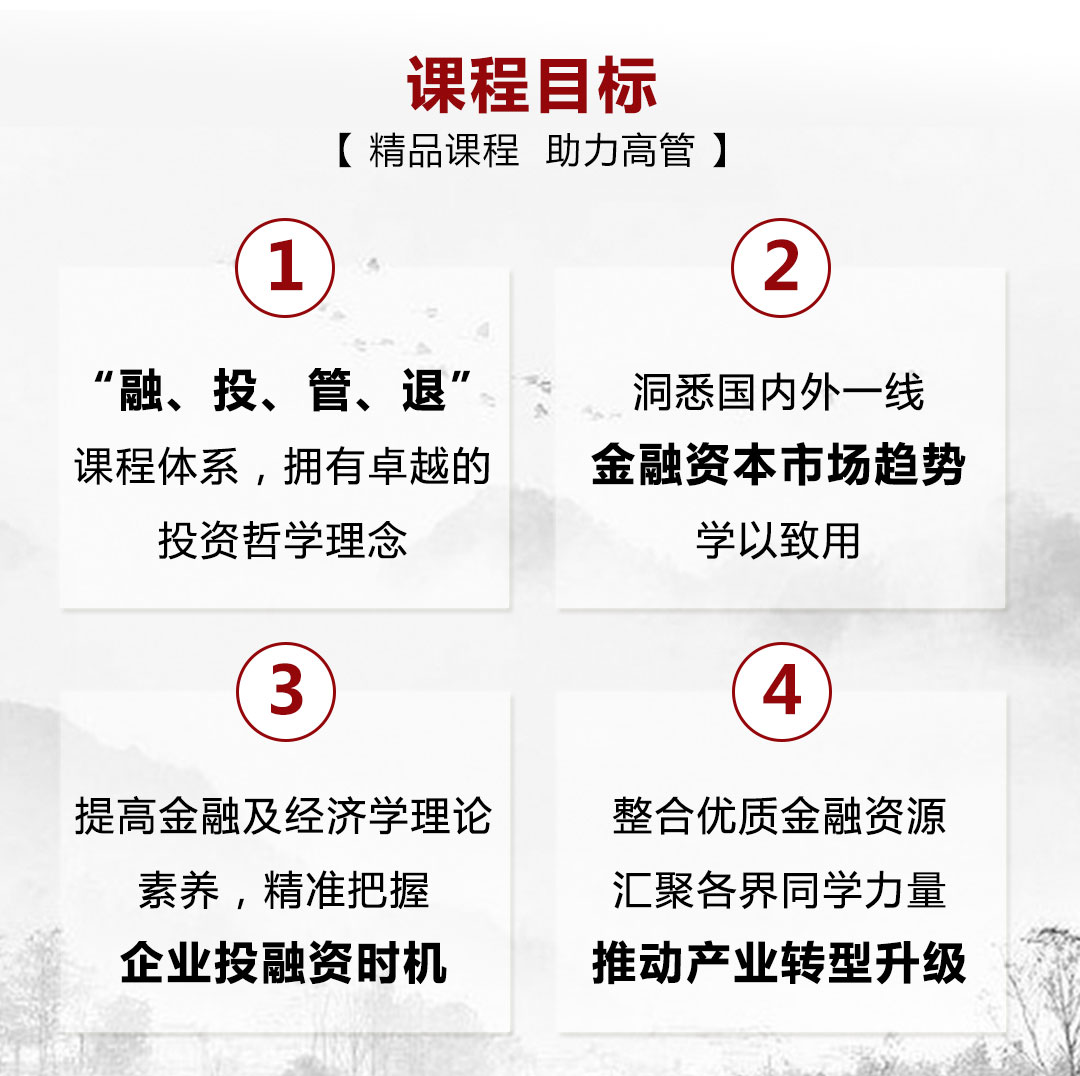 课程目标
【 精品课程 助力高管 】
1
“融、投、管、退”
课程体系，拥有卓越的
投资哲学理念
2
洞悉国内外一线
金融资本市场趋势
学以致用
3
提高金融及经济学理论
素养，精准把握
企业投融资时机
4
整合优质金融资源
汇聚各界同学力量
推动产业转型升级